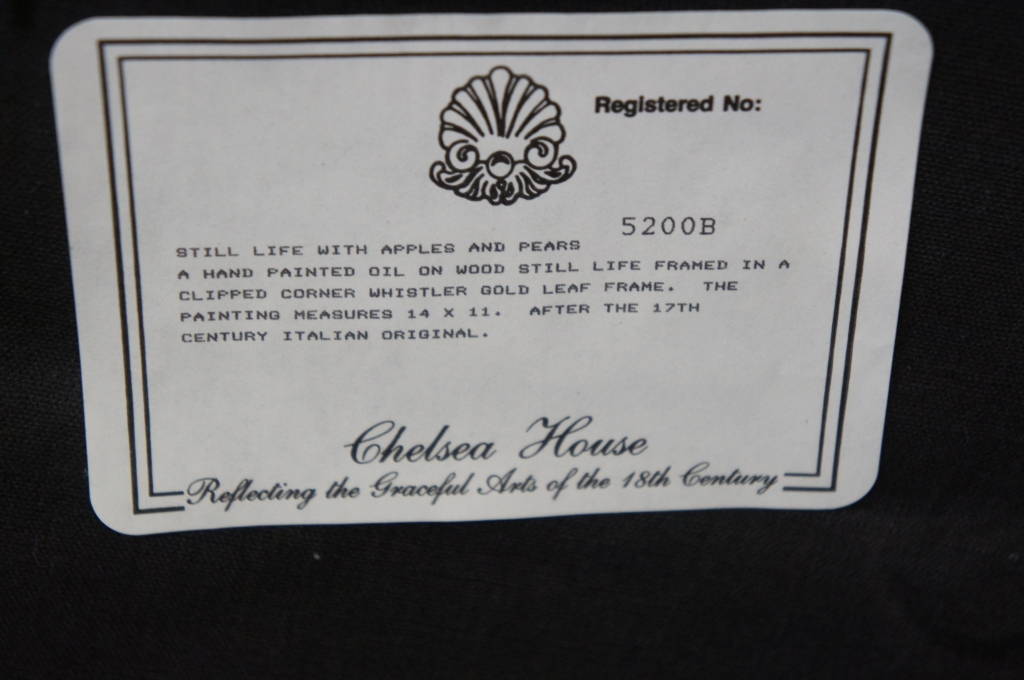 Registered No:
5200B
STILL LIFE WITH APPLES AND PEARS
A HAND PAINTED OIL ON WOOD STILL LIFE FRAMED IN A
CLIPPED CORNER WHISTLER GOLD LEAF FRAME. THE
PAINTING MEASURES 14 X 11. AFTER THE 17TH
CENTURY ITALIAN ORIGINAL.
Chelsea House
Reflecting the Graceful Arts of the 18th Century